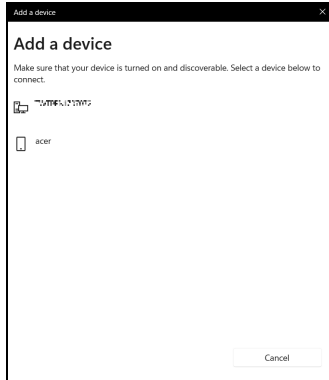 Add a device
Add a device
Make sure that your device is turned on and discoverable. Select a device below to
connect.
acer
Cancel